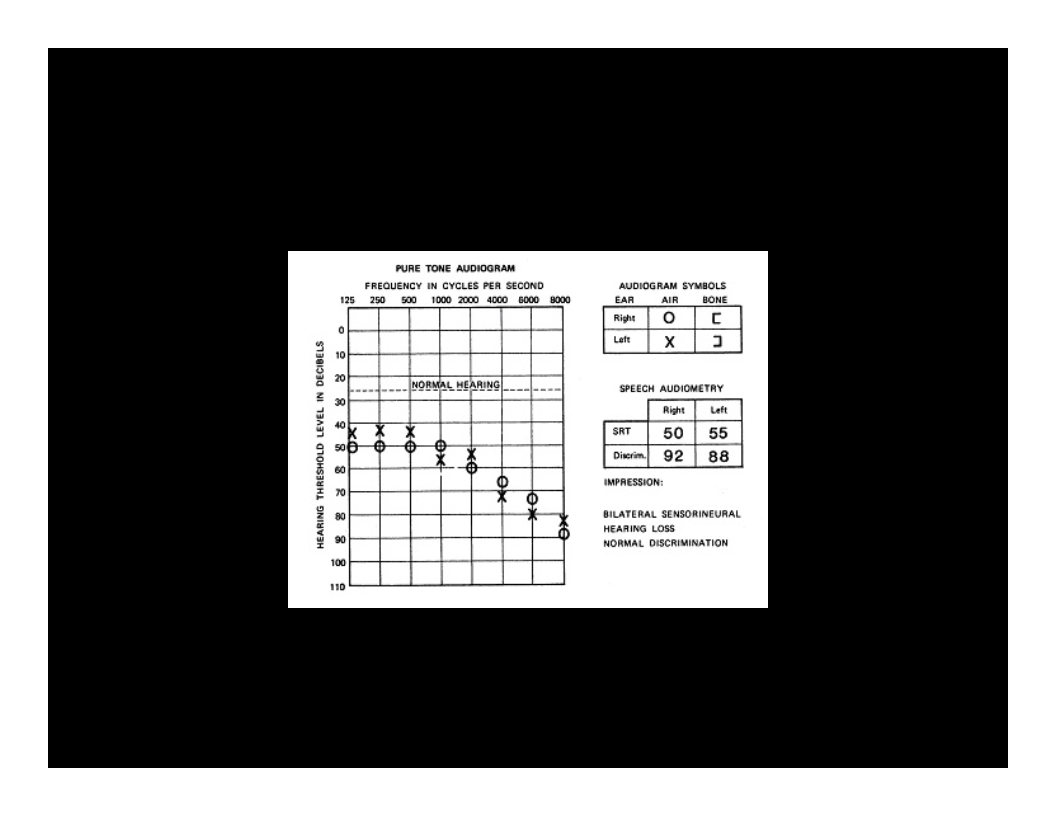 PURE TONE AUDIOGRAM
FREQUENCY IN CYCLES PER SECOND
125 250 500 1000 2000 4000 6000 8000
HEARING THRESHOLD LEVEL IN DECIBELS
0
10
20
NORMAL HEARING
30
40
50
60
70
80
90
100
110
AUDIOGRAM SYMBOLS
EAR AIR BONE
Right O ⊏
Left X ⊐
SPEECH AUDIOMETRY
Right Left
SRT 50 55
Discrim. 92 88
IMPRESSION:
BILATERAL SENSORINEURAL
HEARING LOSS
NORMAL DISCRIMINATION